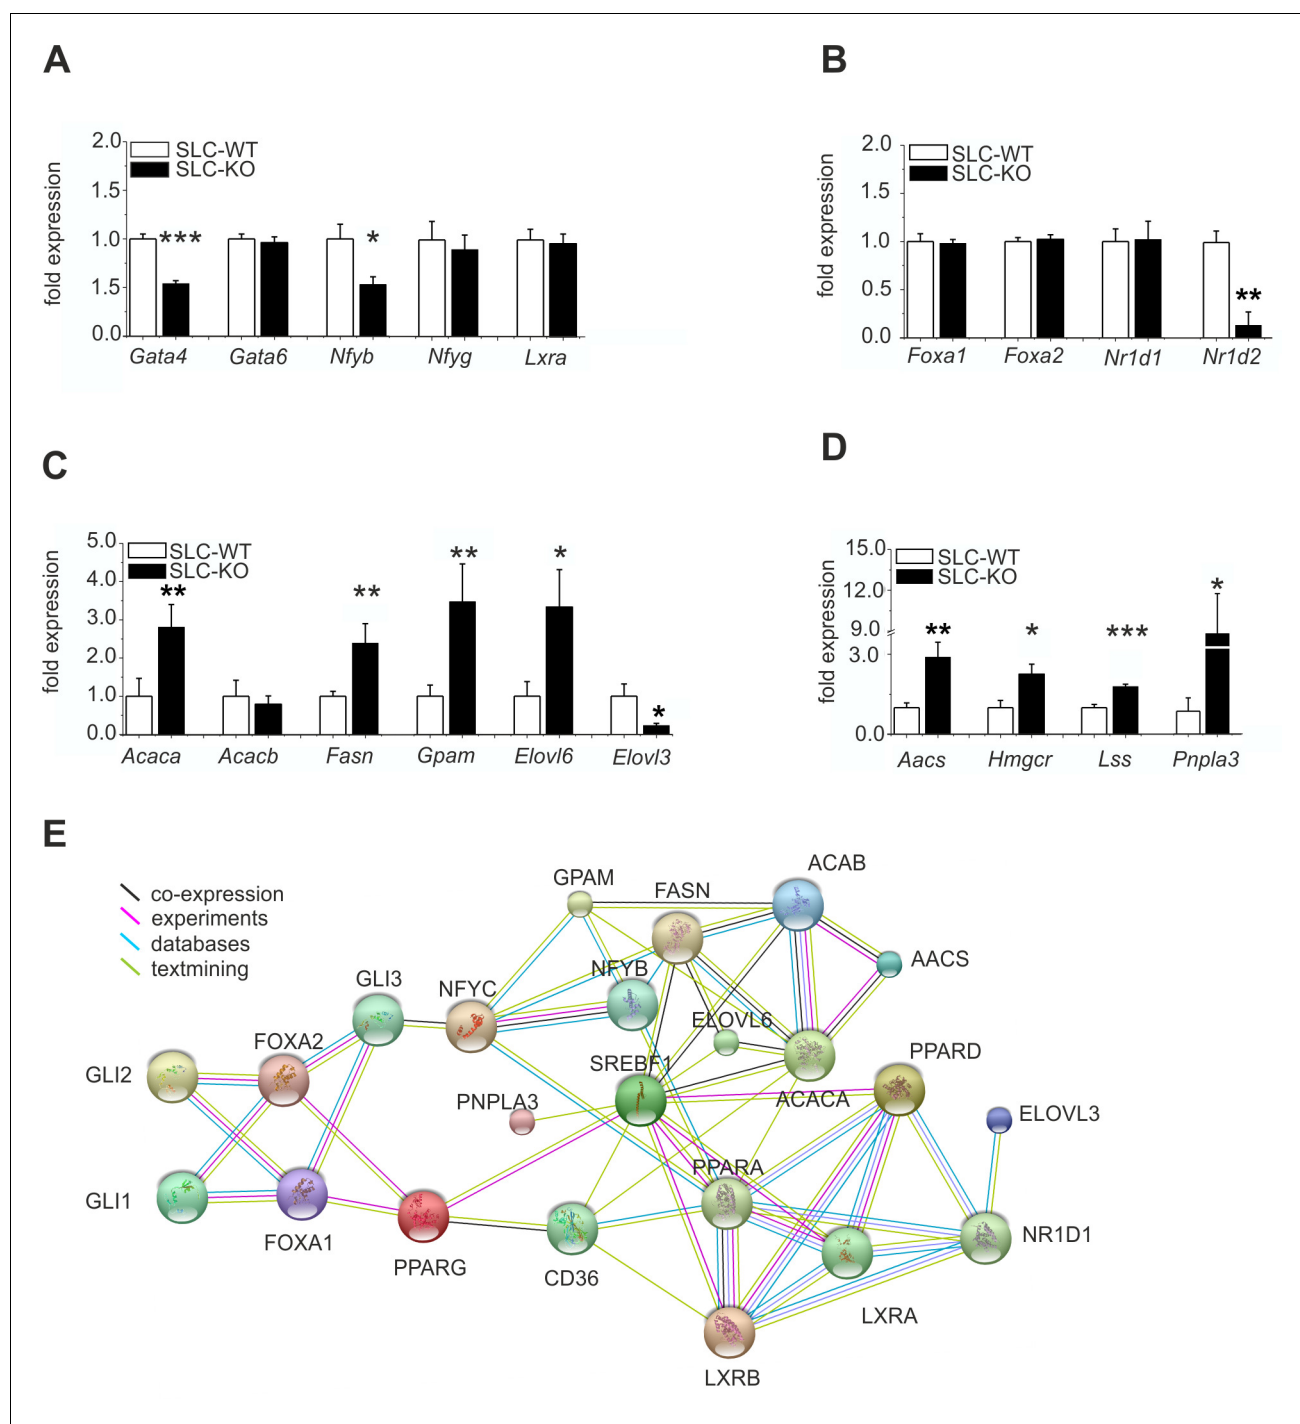 A
2.0
SLC-WT
SLC-KO
1.5
1.0
1.5
0.0
fold expression
***
*
Gata4 Gata6 Nfyb Nfyg Lxra
B
2.0
SLC-WT
SLC-KO
1.5
1.0
0.5
0.0
fold expression
**
Foxa1 Foxa2 Nr1d1 Nr1d2
C
5.0
SLC-WT
SLC-KO
4.0
3.0
2.0
1.0
0.0
fold expression
** ** ** * *
Acaca Acacb Fasn Gpam Elovl6 Elovl3
D
15.0
SLC-WT
SLC-KO
12.0
9.0
3.0
0.0
fold expression
** * *** *
Aacs Hmgcr Lss Pnpla3
E
co-expression
experiments
databases
textmining
ACAB
GPAM
FASN
AACS
NFYB
GLI3
NFYC
ELOVL6
FOXA2
PPARD
SREBF1
GLI2
PNPLA3
ACACA
ELOVL3
PPARA
GLI1
FOXA1
NR1D1
PPARG
CD36
LXRA
LXRB